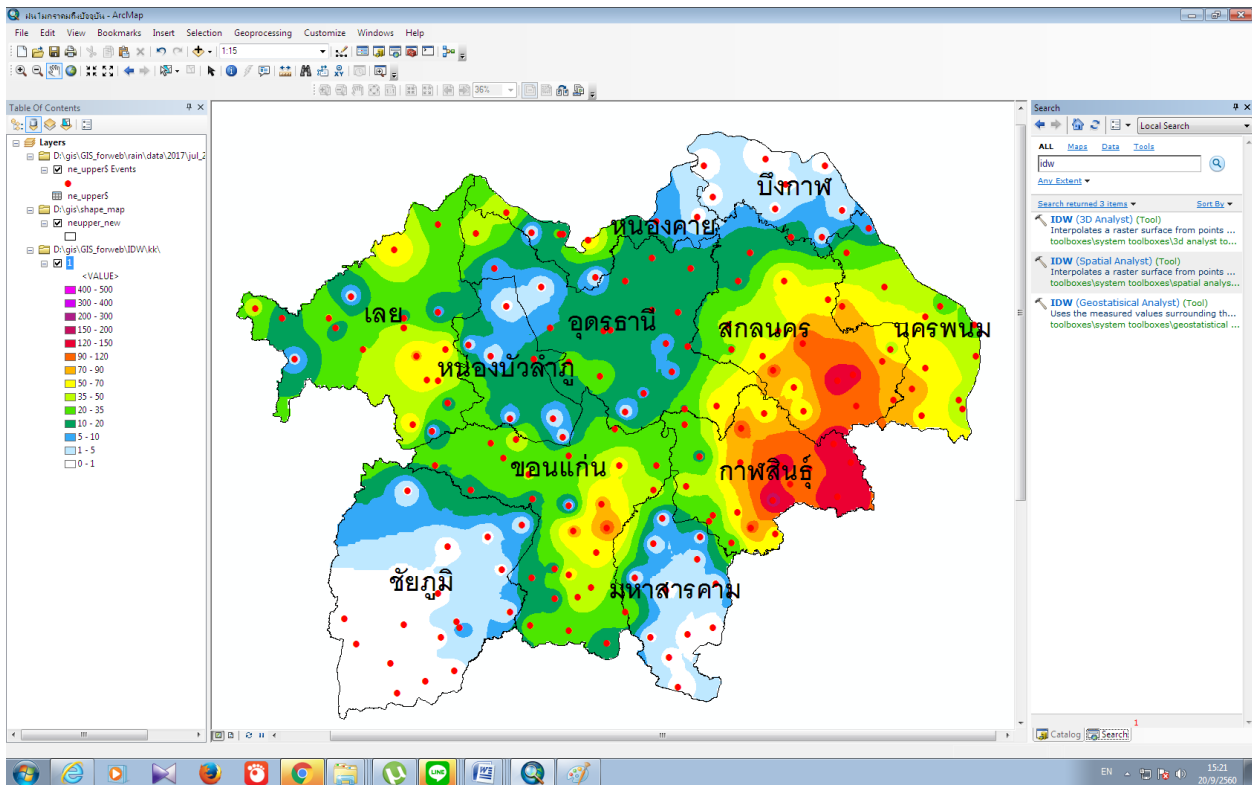 ฝน1มกราคมถึงปัจจุบัน - ArcMap
File Edit View Bookmarks Insert Selection Geoprocessing Customize Windows Help
1:15
36%
Table Of Contents
Layers
D:\gis\GIS_forweb\rain\data\2017\jul_2
ne_upper$ Events
ne_upper$
D:\gis\shape_map
neupper_new
D:\gis\GIS_forweb\IDW\kk\
1
<VALUE>
400 - 500
300 - 400
200 - 300
150 - 200
120 - 150
90 - 120
70 - 90
50 - 70
35 - 50
20 - 35
10 - 20
5 - 10
1 - 5
0 - 1
บึงกาฬ
หนองคาย
เลย
อุดรธานี
สกลนคร
นครพนม
หนองบัวลำภู
ขอนแก่น
กาฬสินธุ์
ชัยภูมิ
มหาสารคาม
Search
Local Search
ALL Maps Data Tools
idw
Any Extent
Search returned 3 items Sort By
IDW (3D Analyst) (Tool)
Interpolates a raster surface from points ...
toolboxes\system toolboxes\3d analyst to...
IDW (Spatial Analyst) (Tool)
Interpolates a raster surface from points ...
toolboxes\system toolboxes\spatial analys...
IDW (Geostatisical Analyst) (Tool)
Uses the measured values surrounding th...
toolboxes\system toolboxes\geostatistical ...
1
Catalog Search
LINE
EN
15:21
20/9/2560